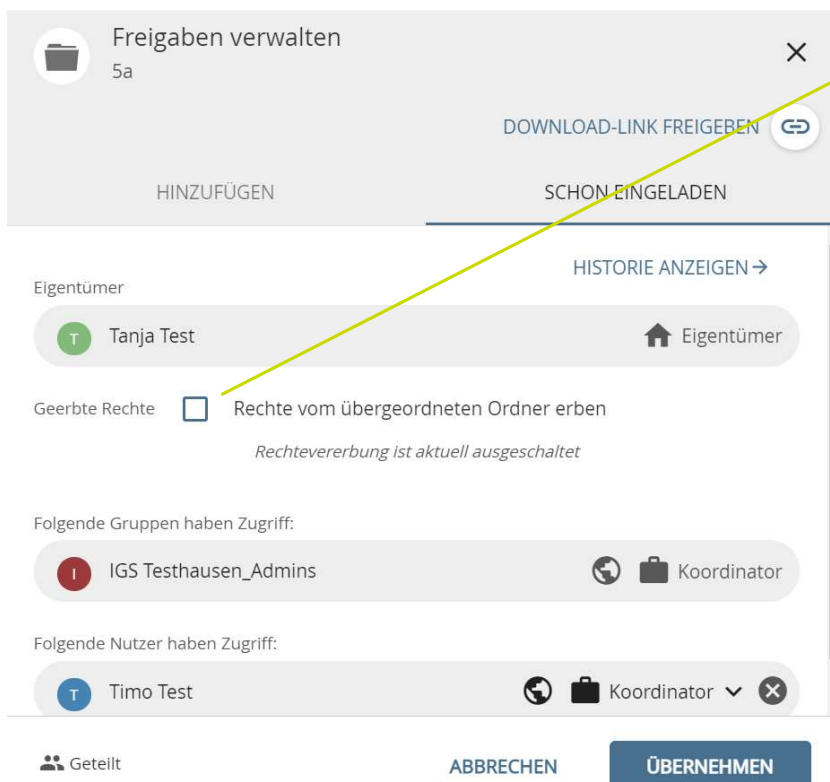 Freigaben verwalten
5a
DOWNLOAD-LINK FREIGEBEN
HINZUFÜGEN
SCHON EINGELADEN
HISTORIE ANZEIGEN →
Eigentümer
T Tanja Test Eigentümer
Geerbte Rechte Rechte vom übergeordneten Ordner erben
Rechtevererbung ist aktuell ausgeschaltet
Folgende Gruppen haben Zugriff:
I IGS Testhausen_Admins Koordinator
Folgende Nutzer haben Zugriff:
T Timo Test Koordinator
Geteilt ABBRECHEN ÜBERNEHMEN